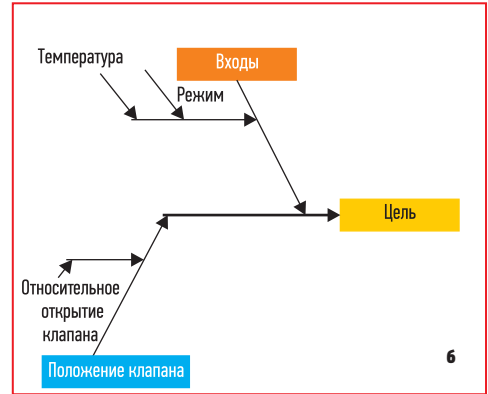 Температура
Входы
Режим
Цель
Относительное
открытие
клапана
Положение клапана
6